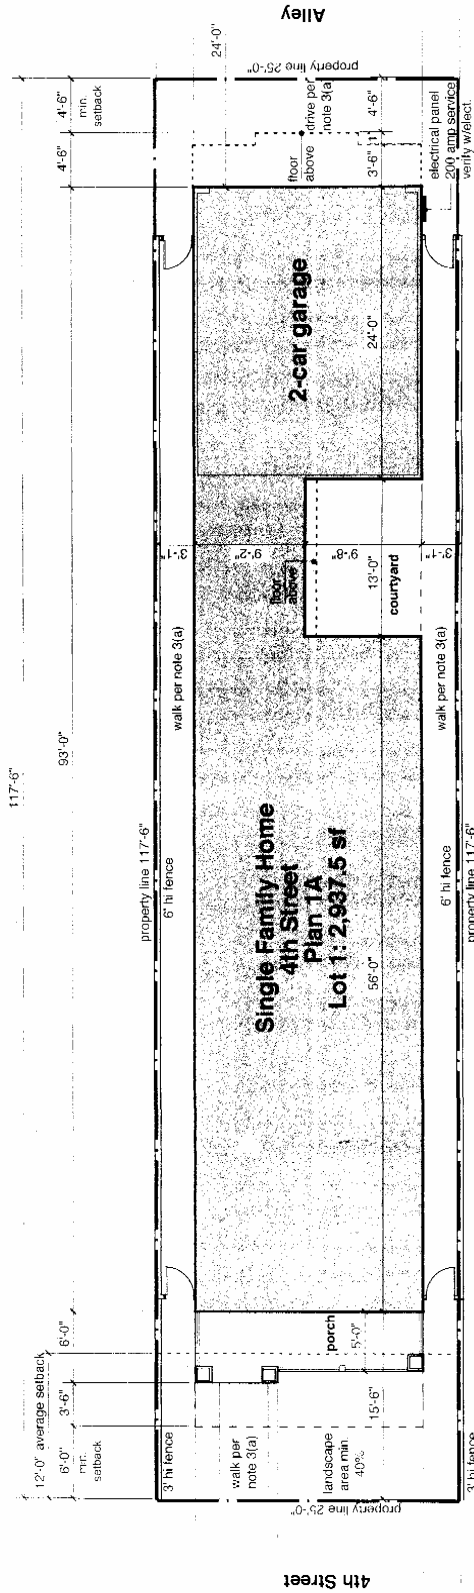 Alley
24'-0"
property line 25'-0"
4'-6"
min.
setback
4'-6"
drive per
note 3(a)
4'-6"
1'
3'-6"
floor
above
electrical panel
200 amp service
verify w/elect.
2-car garage
24'-0"
3'-1"
9'-2"
9'-8"
3'-1"
floor
above
13'-0"
courtyard
walk per note 3(a)
walk per note 3(a)
117'-6"
93'-0"
property line 117'-6"
6' hi fence
Single Family Home
4th Street
Plan 1A
Lot 1: 2,937.5 sf
56'-0"
6' hi fence
property line 117'-6"
12'-0" average setback
6'-0"
3'-6"
6'-0"
min.
setback
porch
5'-0"
15'-6"
3' hi fence
walk per
note 3(a)
landscape
area min.
40%
3' hi fence
property line 25'-0"
4th Street